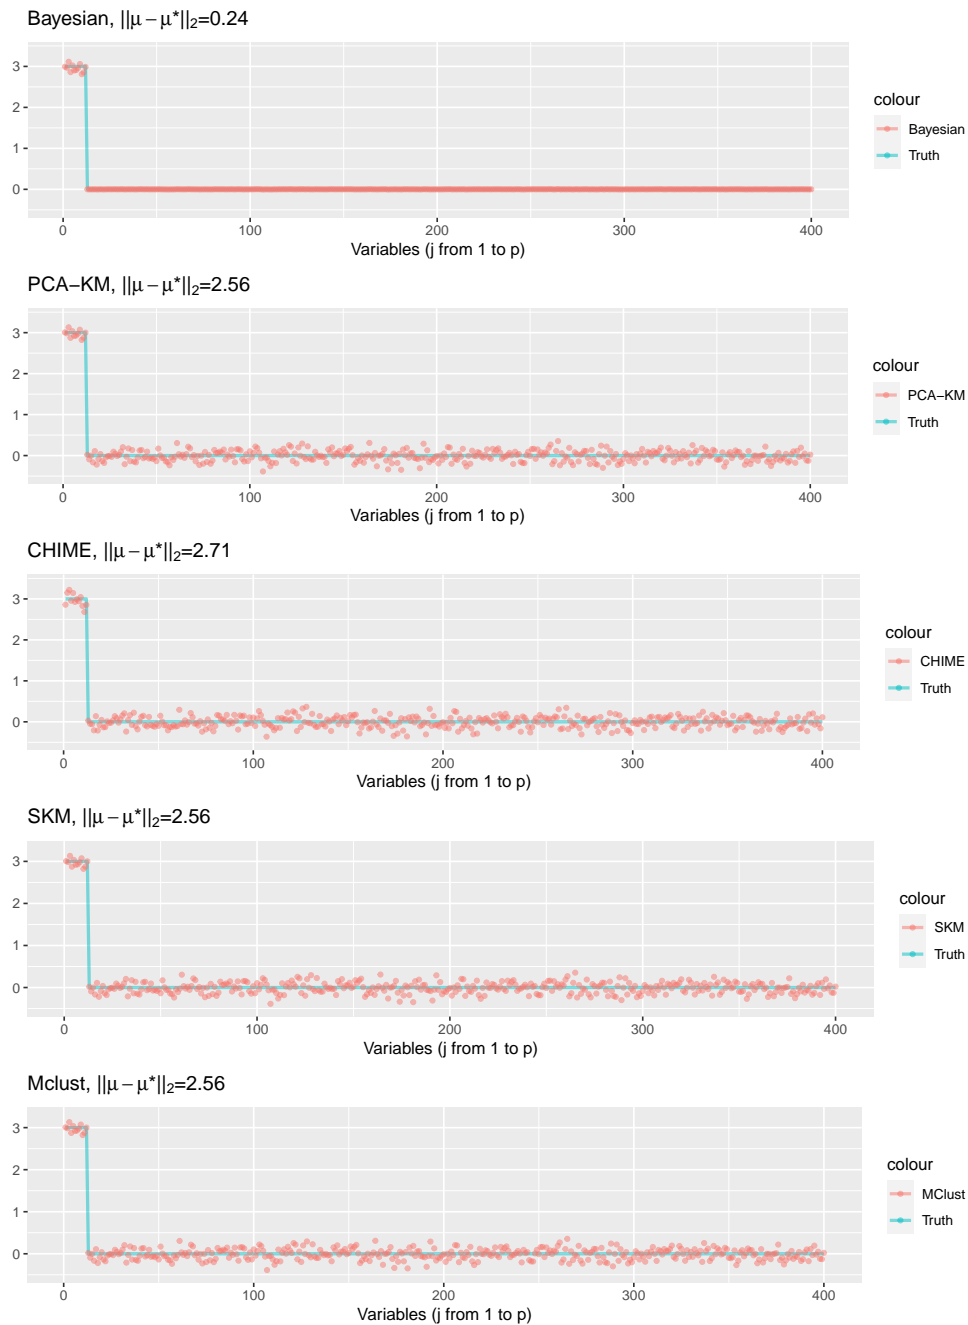 Bayesian, ||μ − μ*||₂=0.24
3
2
1
0
0 100 200 300 400
Variables (j from 1 to p)
colour
Bayesian
Truth
PCA−KM, ||μ − μ*||₂=2.56
3
2
1
0
0 100 200 300 400
Variables (j from 1 to p)
colour
PCA−KM
Truth
CHIME, ||μ − μ*||₂=2.71
3
2
1
0
0 100 200 300 400
Variables (j from 1 to p)
colour
CHIME
Truth
SKM, ||μ − μ*||₂=2.56
3
2
1
0
0 100 200 300 400
Variables (j from 1 to p)
colour
SKM
Truth
Mclust, ||μ − μ*||₂=2.56
3
2
1
0
0 100 200 300 400
Variables (j from 1 to p)
colour
MClust
Truth